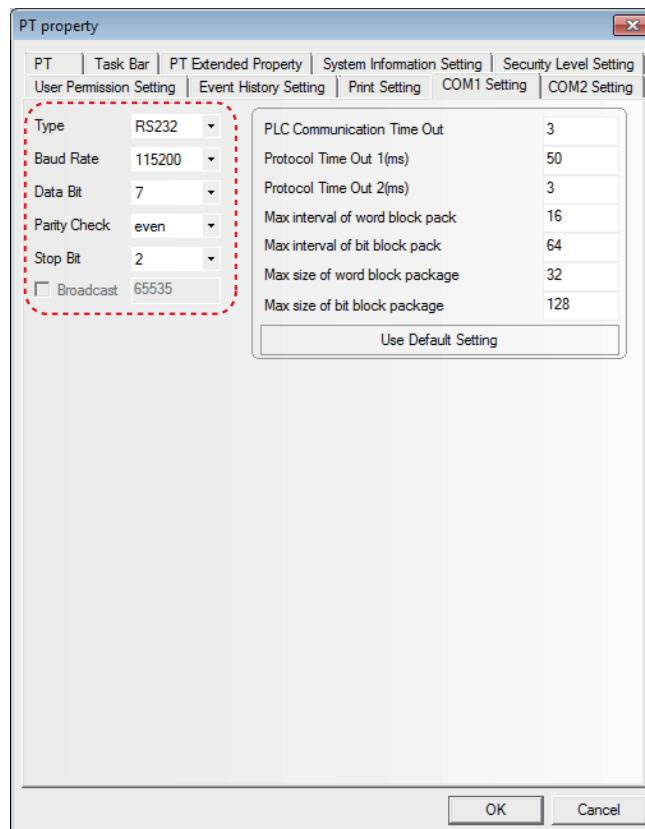 PT property
PT Task Bar PT Extended Property System Information Setting Security Level Setting
User Permission Setting Event History Setting Print Setting COM1 Setting COM2 Setting
Type RS232
Baud Rate 115200
Data Bit 7
Parity Check even
Stop Bit 2
Broadcast 65535
PLC Communication Time Out 3
Protocol Time Out 1(ms) 50
Protocol Time Out 2(ms) 3
Max interval of word block pack 16
Max interval of bit block pack 64
Max size of word block package 32
Max size of bit block package 128
Use Default Setting
OK Cancel